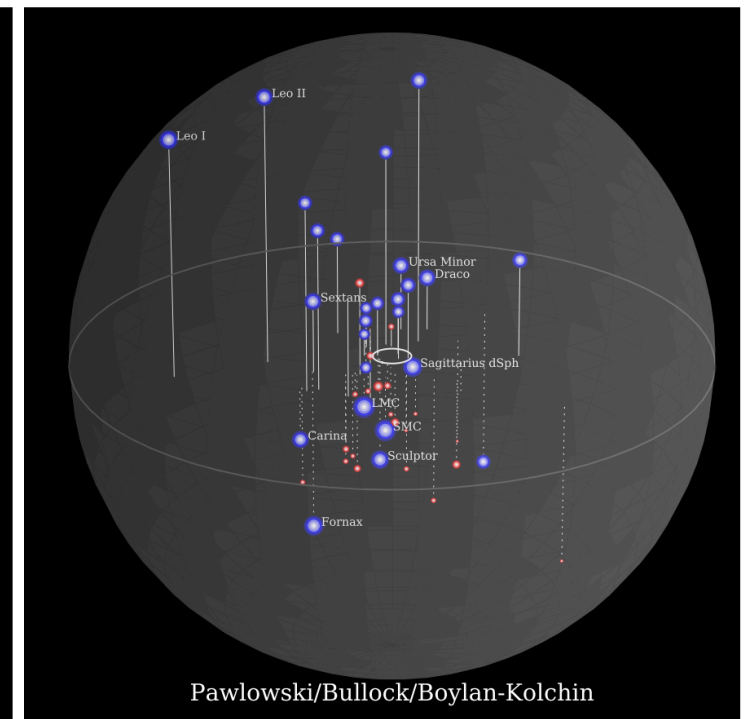 Leo II
Leo I
Ursa Minor
Draco
Sextans
Sagittarius dSph
LMC
SMC
Carina
Sculptor
Fornax
Pawlowski/Bullock/Boylan-Kolchin